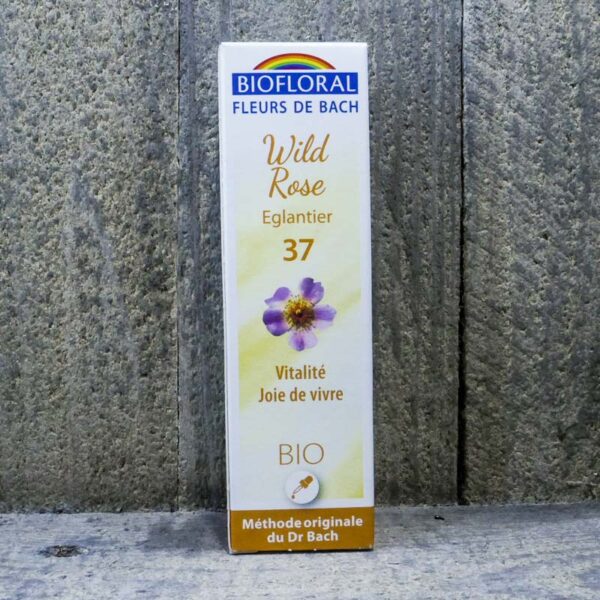 BIOFLORAL
FLEURS DE BACH
Wild
Rose
Eglantier
37
Vitalité
Joie de vivre
BIO
Méthode originale
du Dr Bach